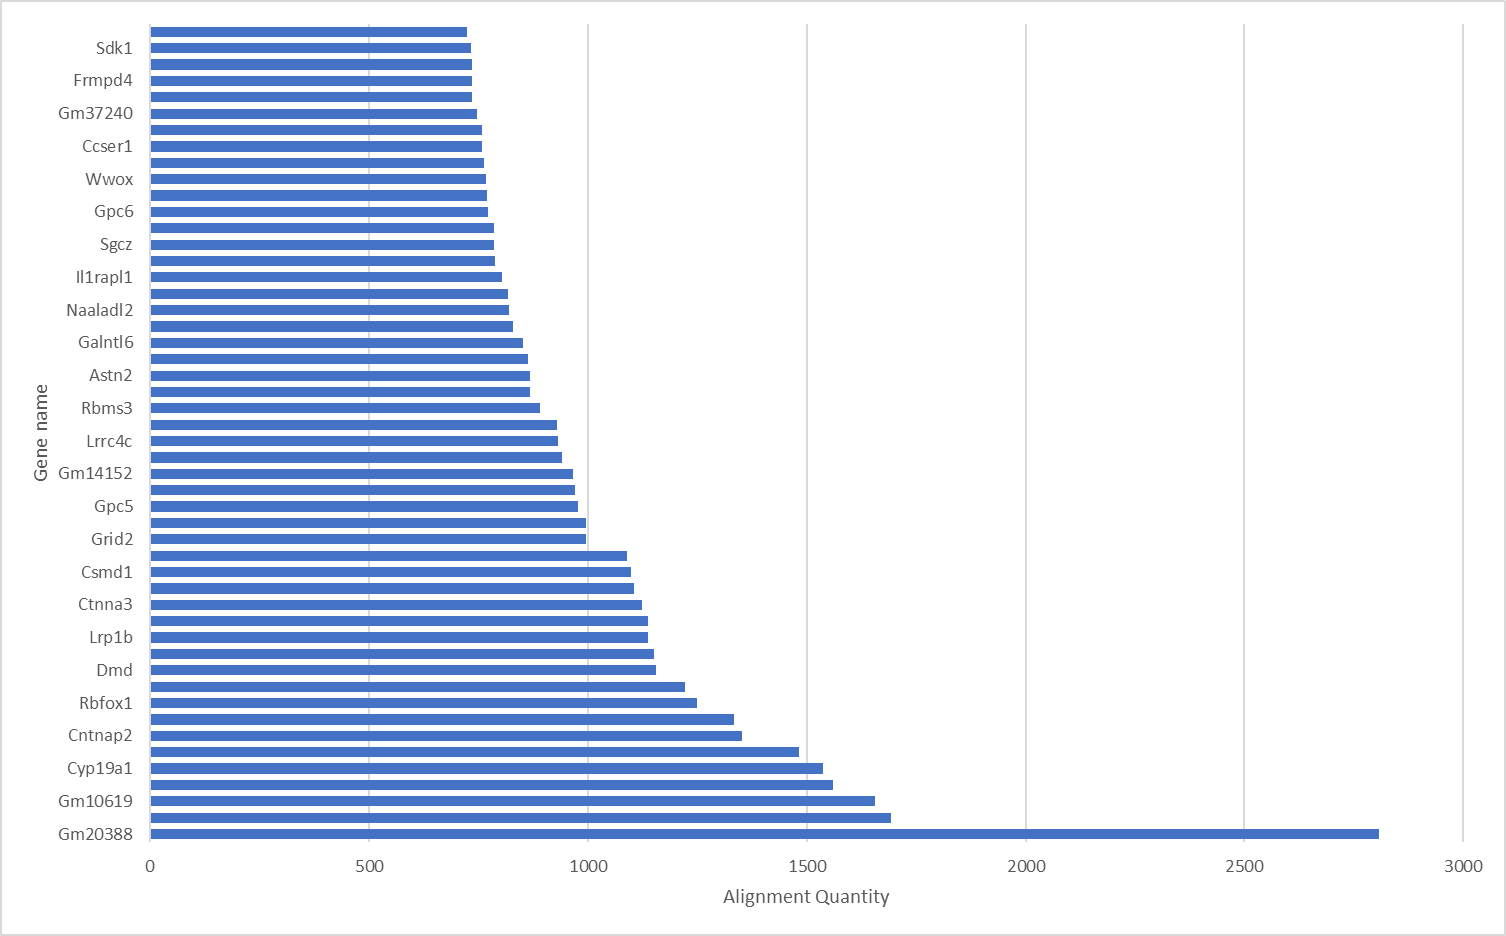 Sdk1
Frmpd4
Gm37240
Ccser1
Wwox
Gpc6
Sgcz
Il1rapl1
Naaladl2
Galntl6
Astn2
Rbms3
Lrrc4c
Gm14152
Gpc5
Grid2
Csmd1
Ctnna3
Lrp1b
Dmd
Rbfox1
Cntnap2
Cyp19a1
Gm10619
Gm20388
Gene name
0 500 1000 1500 2000 2500 3000
Alignment Quantity